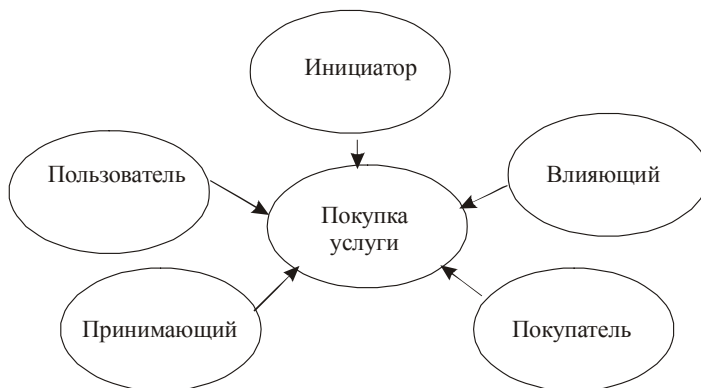 Инициатор
Пользователь
Влияющий
Покупка
услуги
Принимающий
Покупатель